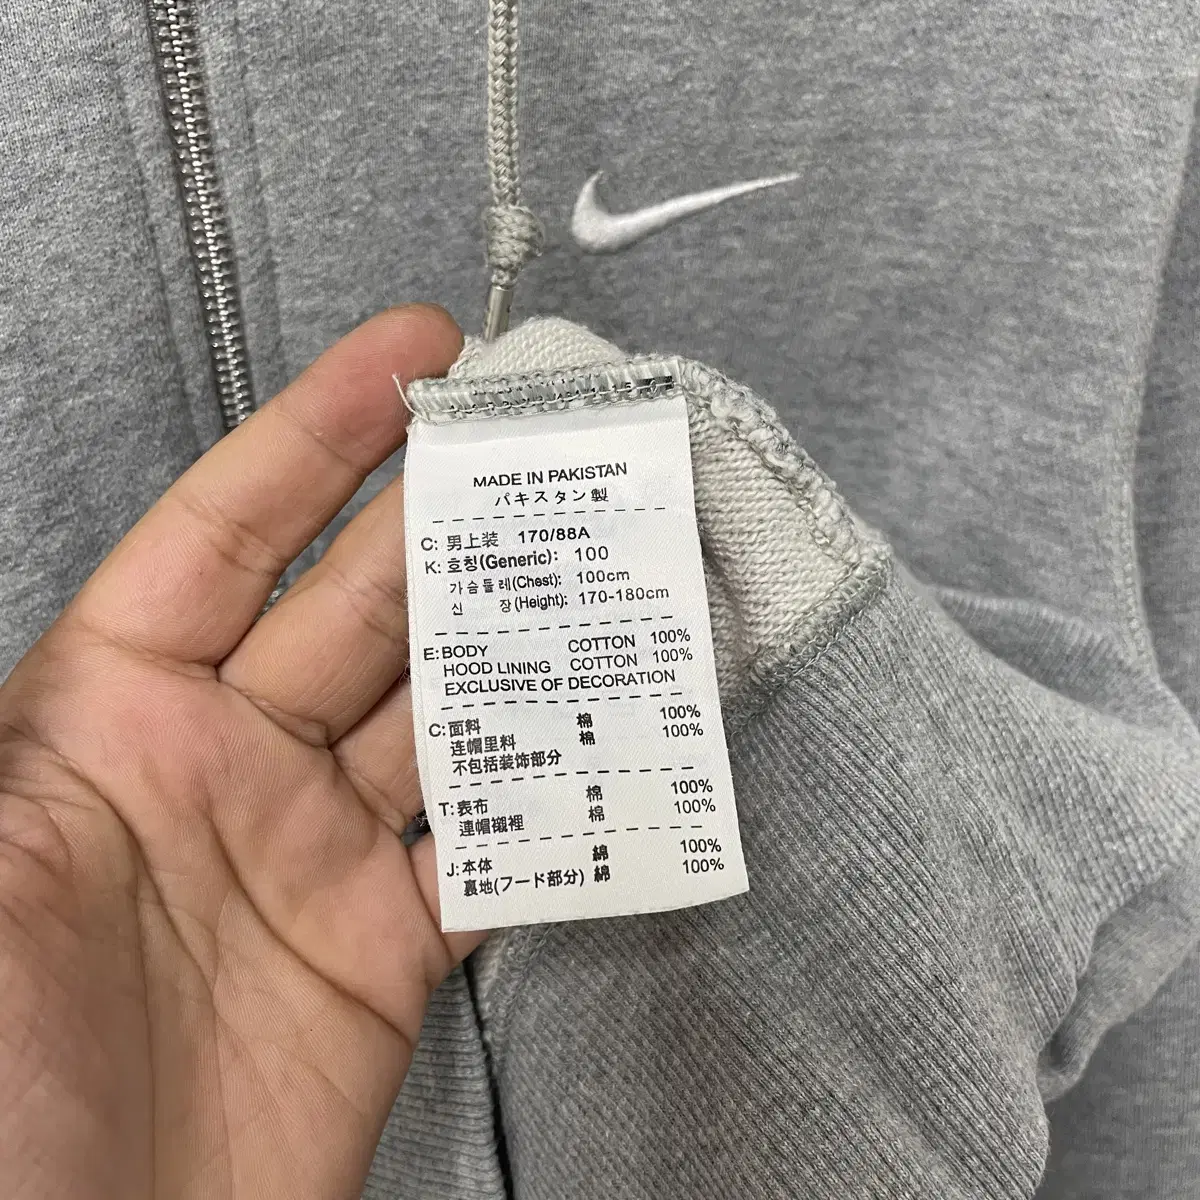 MADE IN PAKISTAN
パキスタン製
C: 男上装 170/88A
K: 호칭(Generic): 100
가슴둘레(Chest): 100cm
신 장(Height): 170-180cm
E: BODY COTTON 100%
HOOD LINING COTTON 100%
EXCLUSIVE OF DECORATION
C: 面料 棉 100%
连帽里料 棉 100%
不包括装饰部分
T: 表布 棉 100%
連帽襯裡 棉 100%
J: 本体 綿 100%
裏地(フード部分) 綿 100%